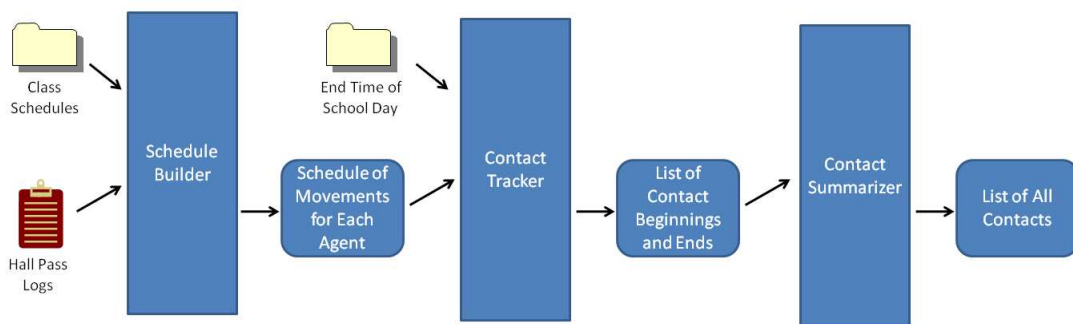 Class
Schedules
Hall Pass
Logs
Schedule
Builder
Schedule of
Movements
for Each
Agent
End Time of
School Day
Contact
Tracker
List of
Contact
Beginnings
and Ends
Contact
Summarizer
List of All
Contacts